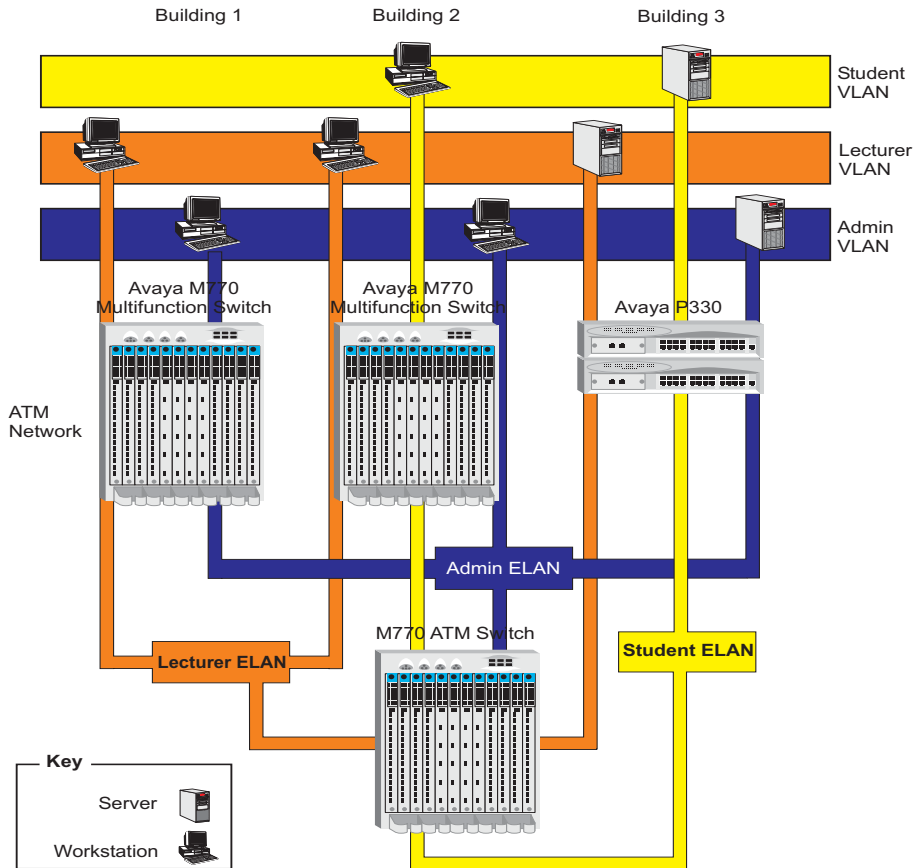 Building 1
Building 2
Building 3
Student
VLAN
Lecturer
VLAN
Admin
VLAN
Avaya M770
Multifunction Switch
Avaya M770
Multifunction Switch
Avaya P330
ATM
Network
Admin ELAN
M770 ATM Switch
Lecturer ELAN
Student ELAN
Key
Server
Workstation